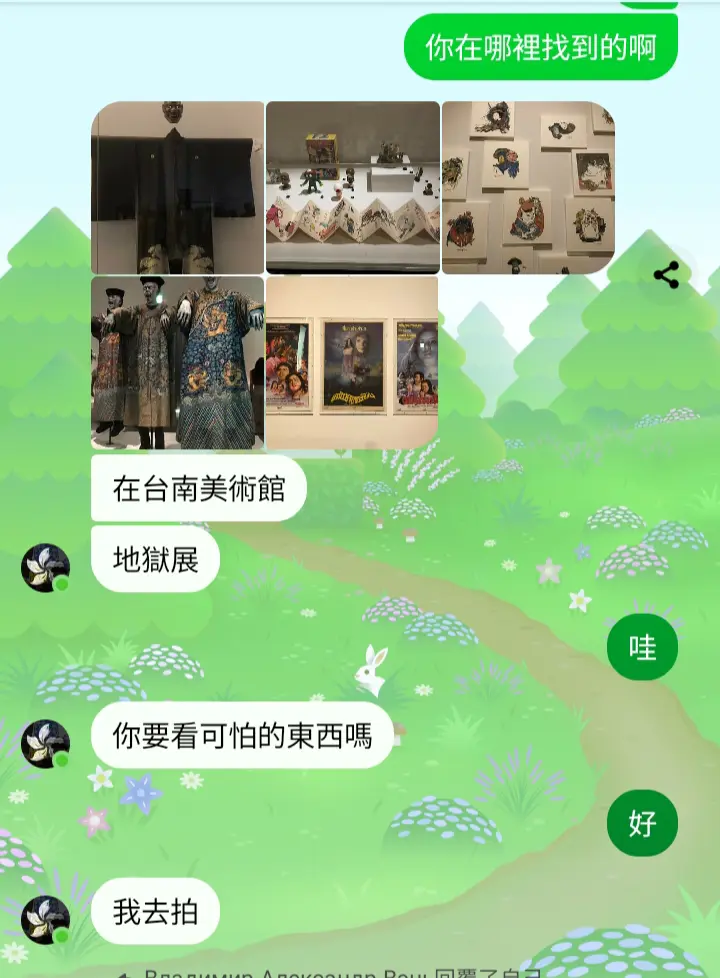 你在哪裡找到的啊
在台南美術館
地獄展
哇
你要看可怕的東西嗎
好
我去拍
Владимир Александр Вень 回覆了自己